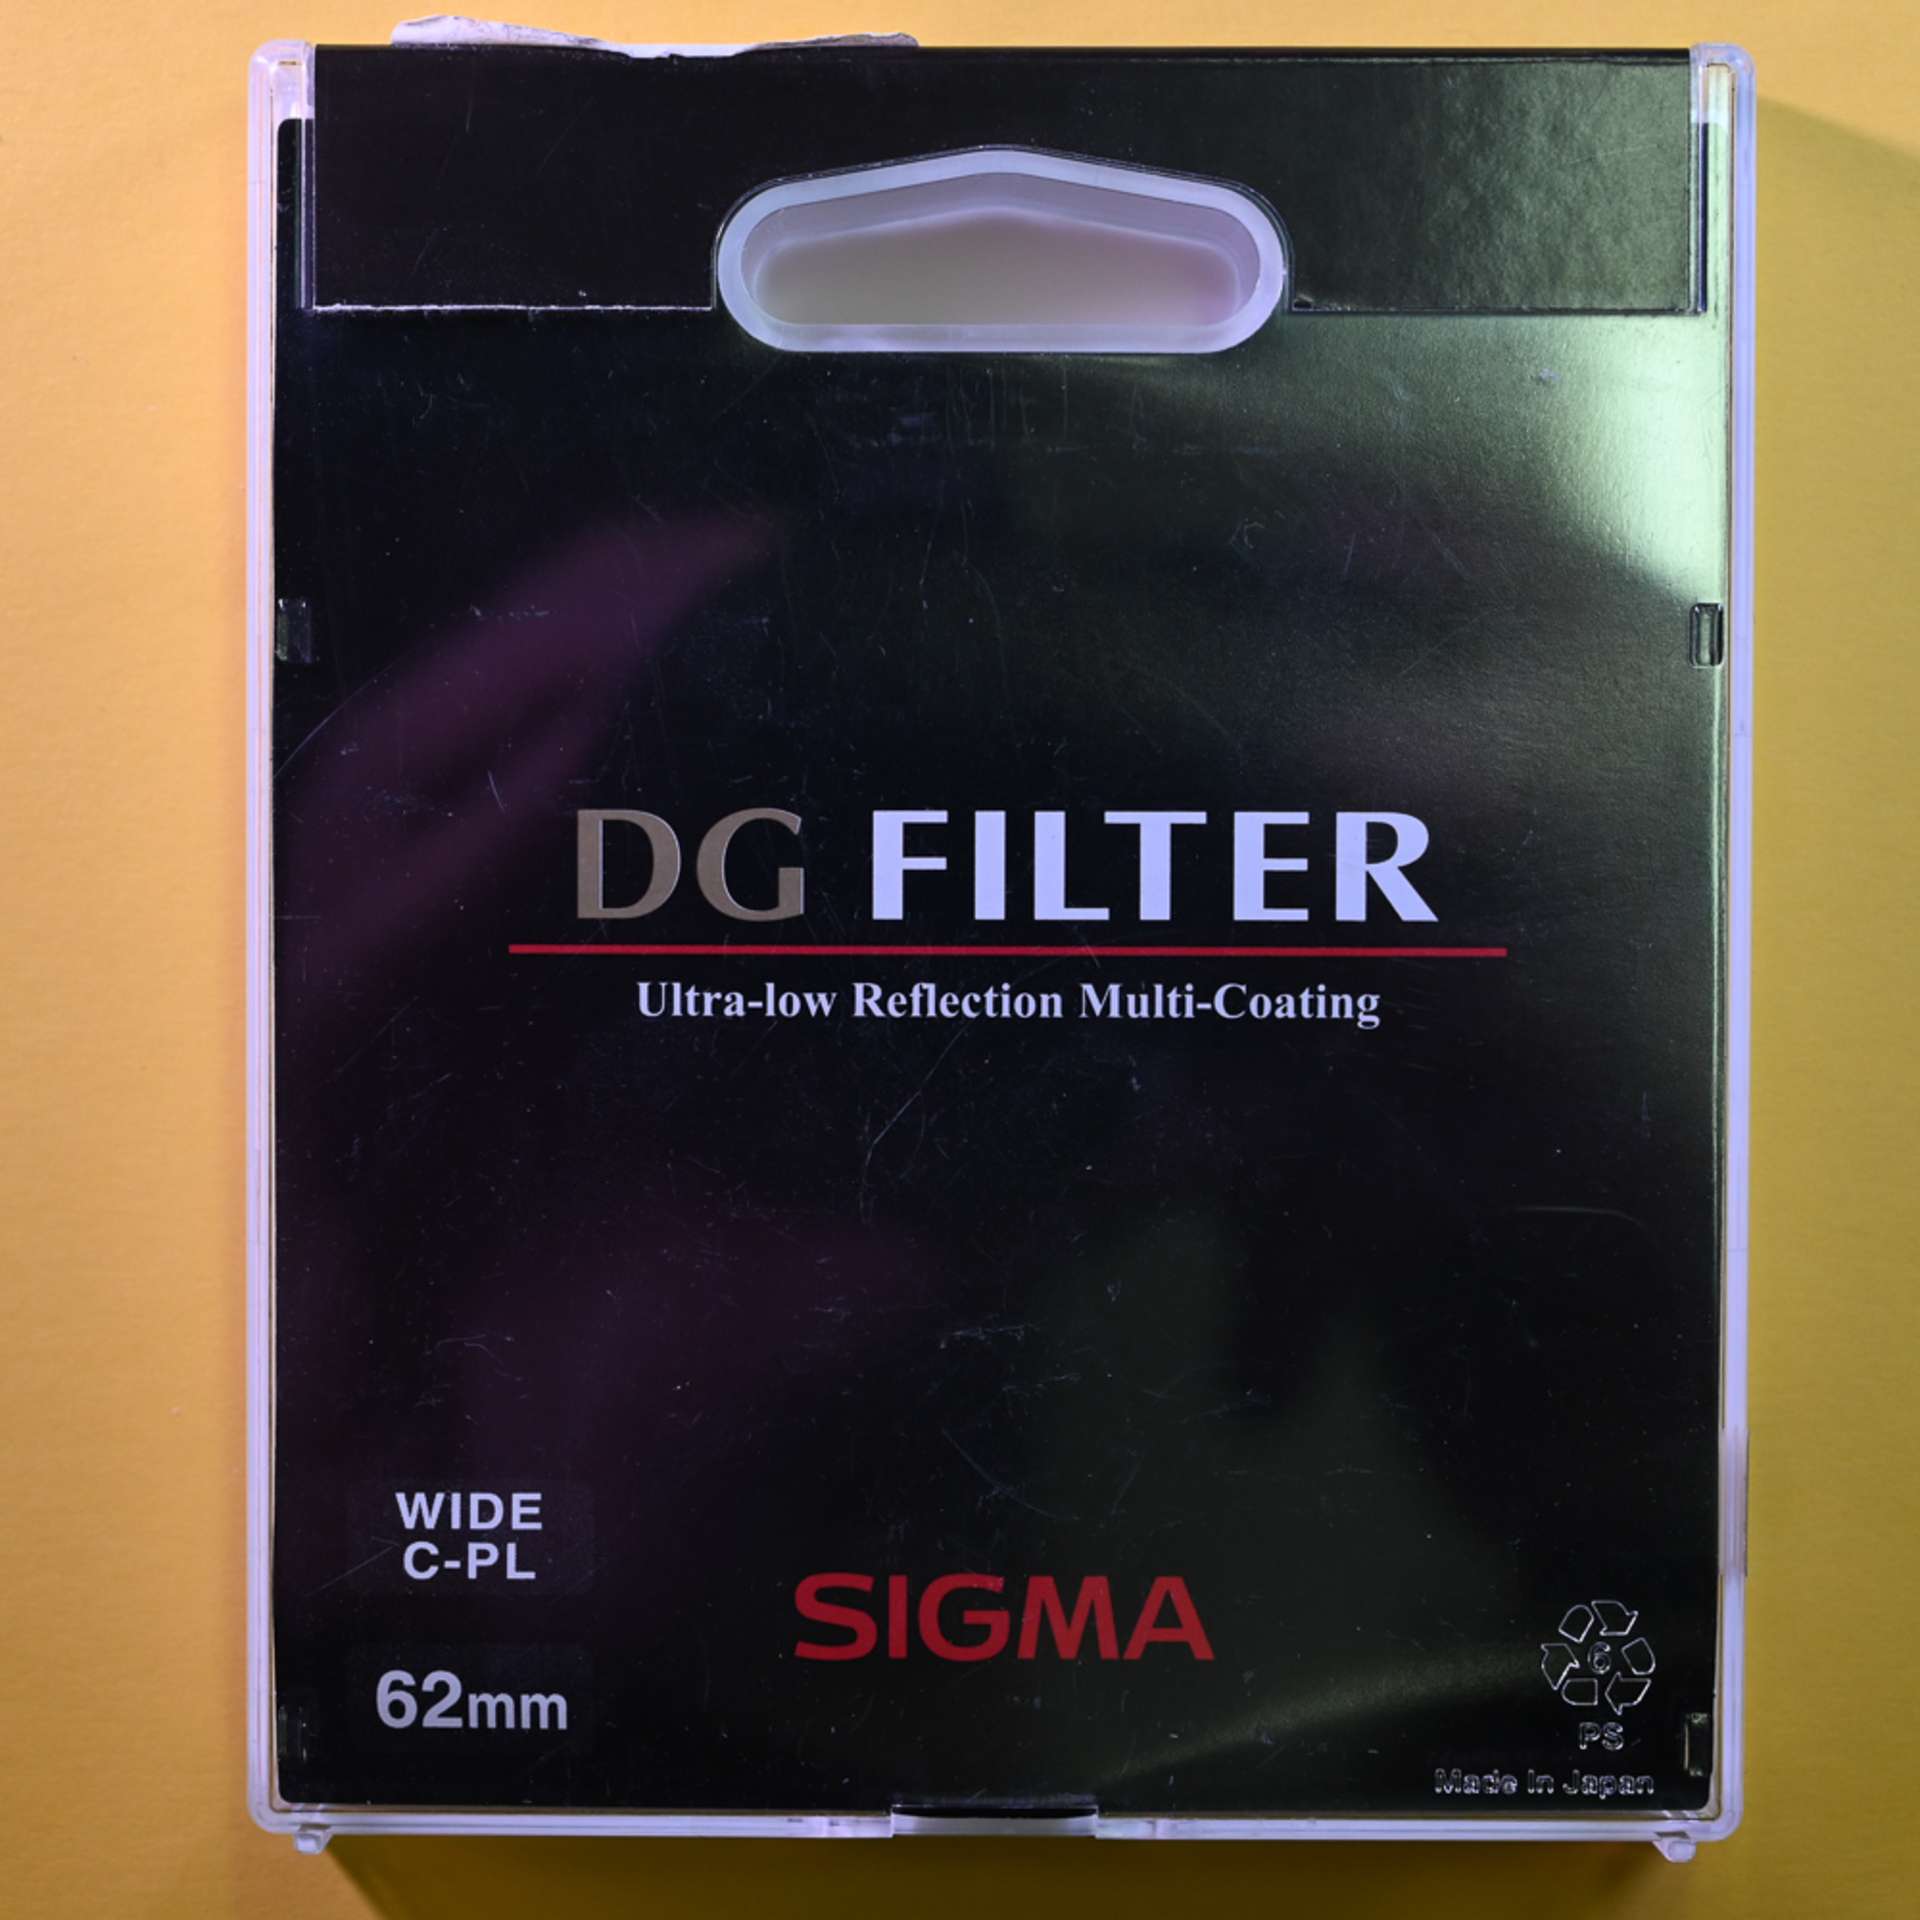 DG FILTER
Ultra-low Reflection Multi-Coating
WIDE
C-PL
SIGMA
62mm
6
PS
Made In Japan